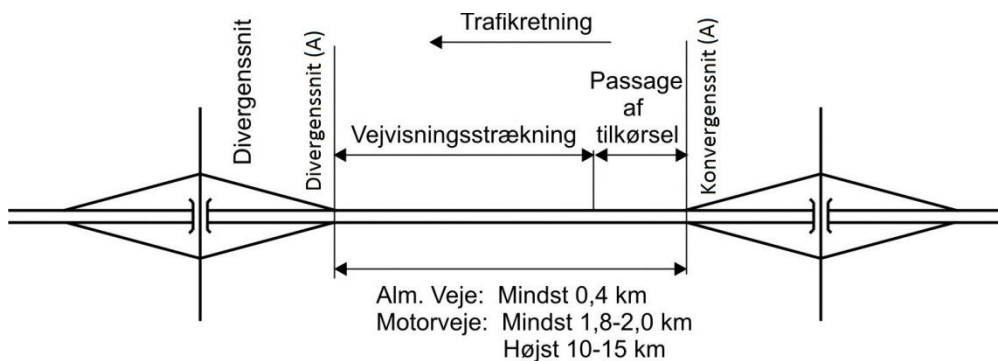 Trafikretning
Divergenssnit
Divergenssnit (A)
Konvergenssnit (A)
Passage
af
tilkørsel
Vejvisningsstrækning
Alm. Veje: Mindst 0,4 km
Motorveje: Mindst 1,8-2,0 km
Højst 10-15 km